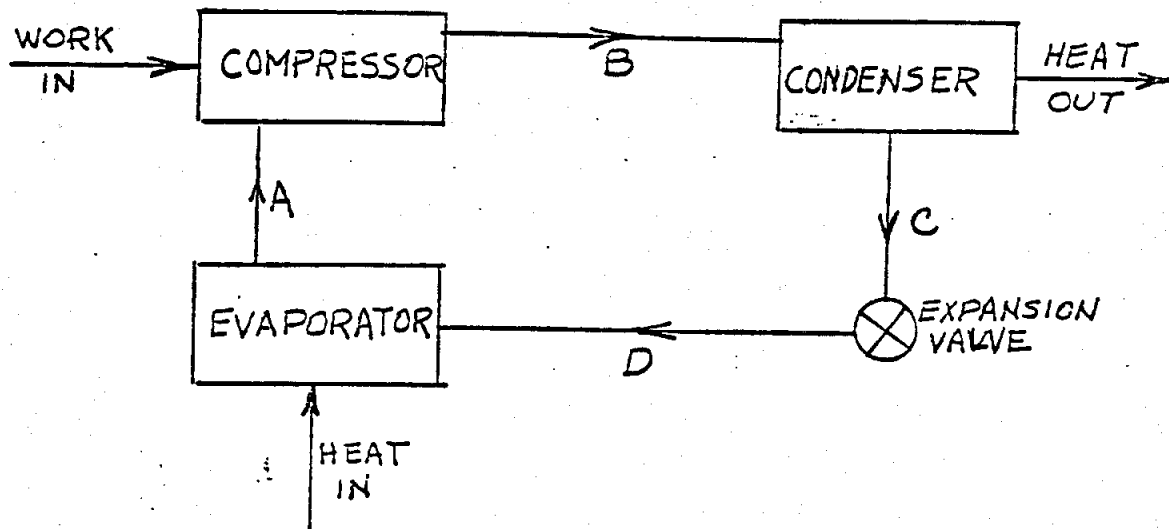 WORK
IN
COMPRESSOR
B
CONDENSER
HEAT
OUT
A
C
EVAPORATOR
D
EXPANSION
VALVE
HEAT
IN